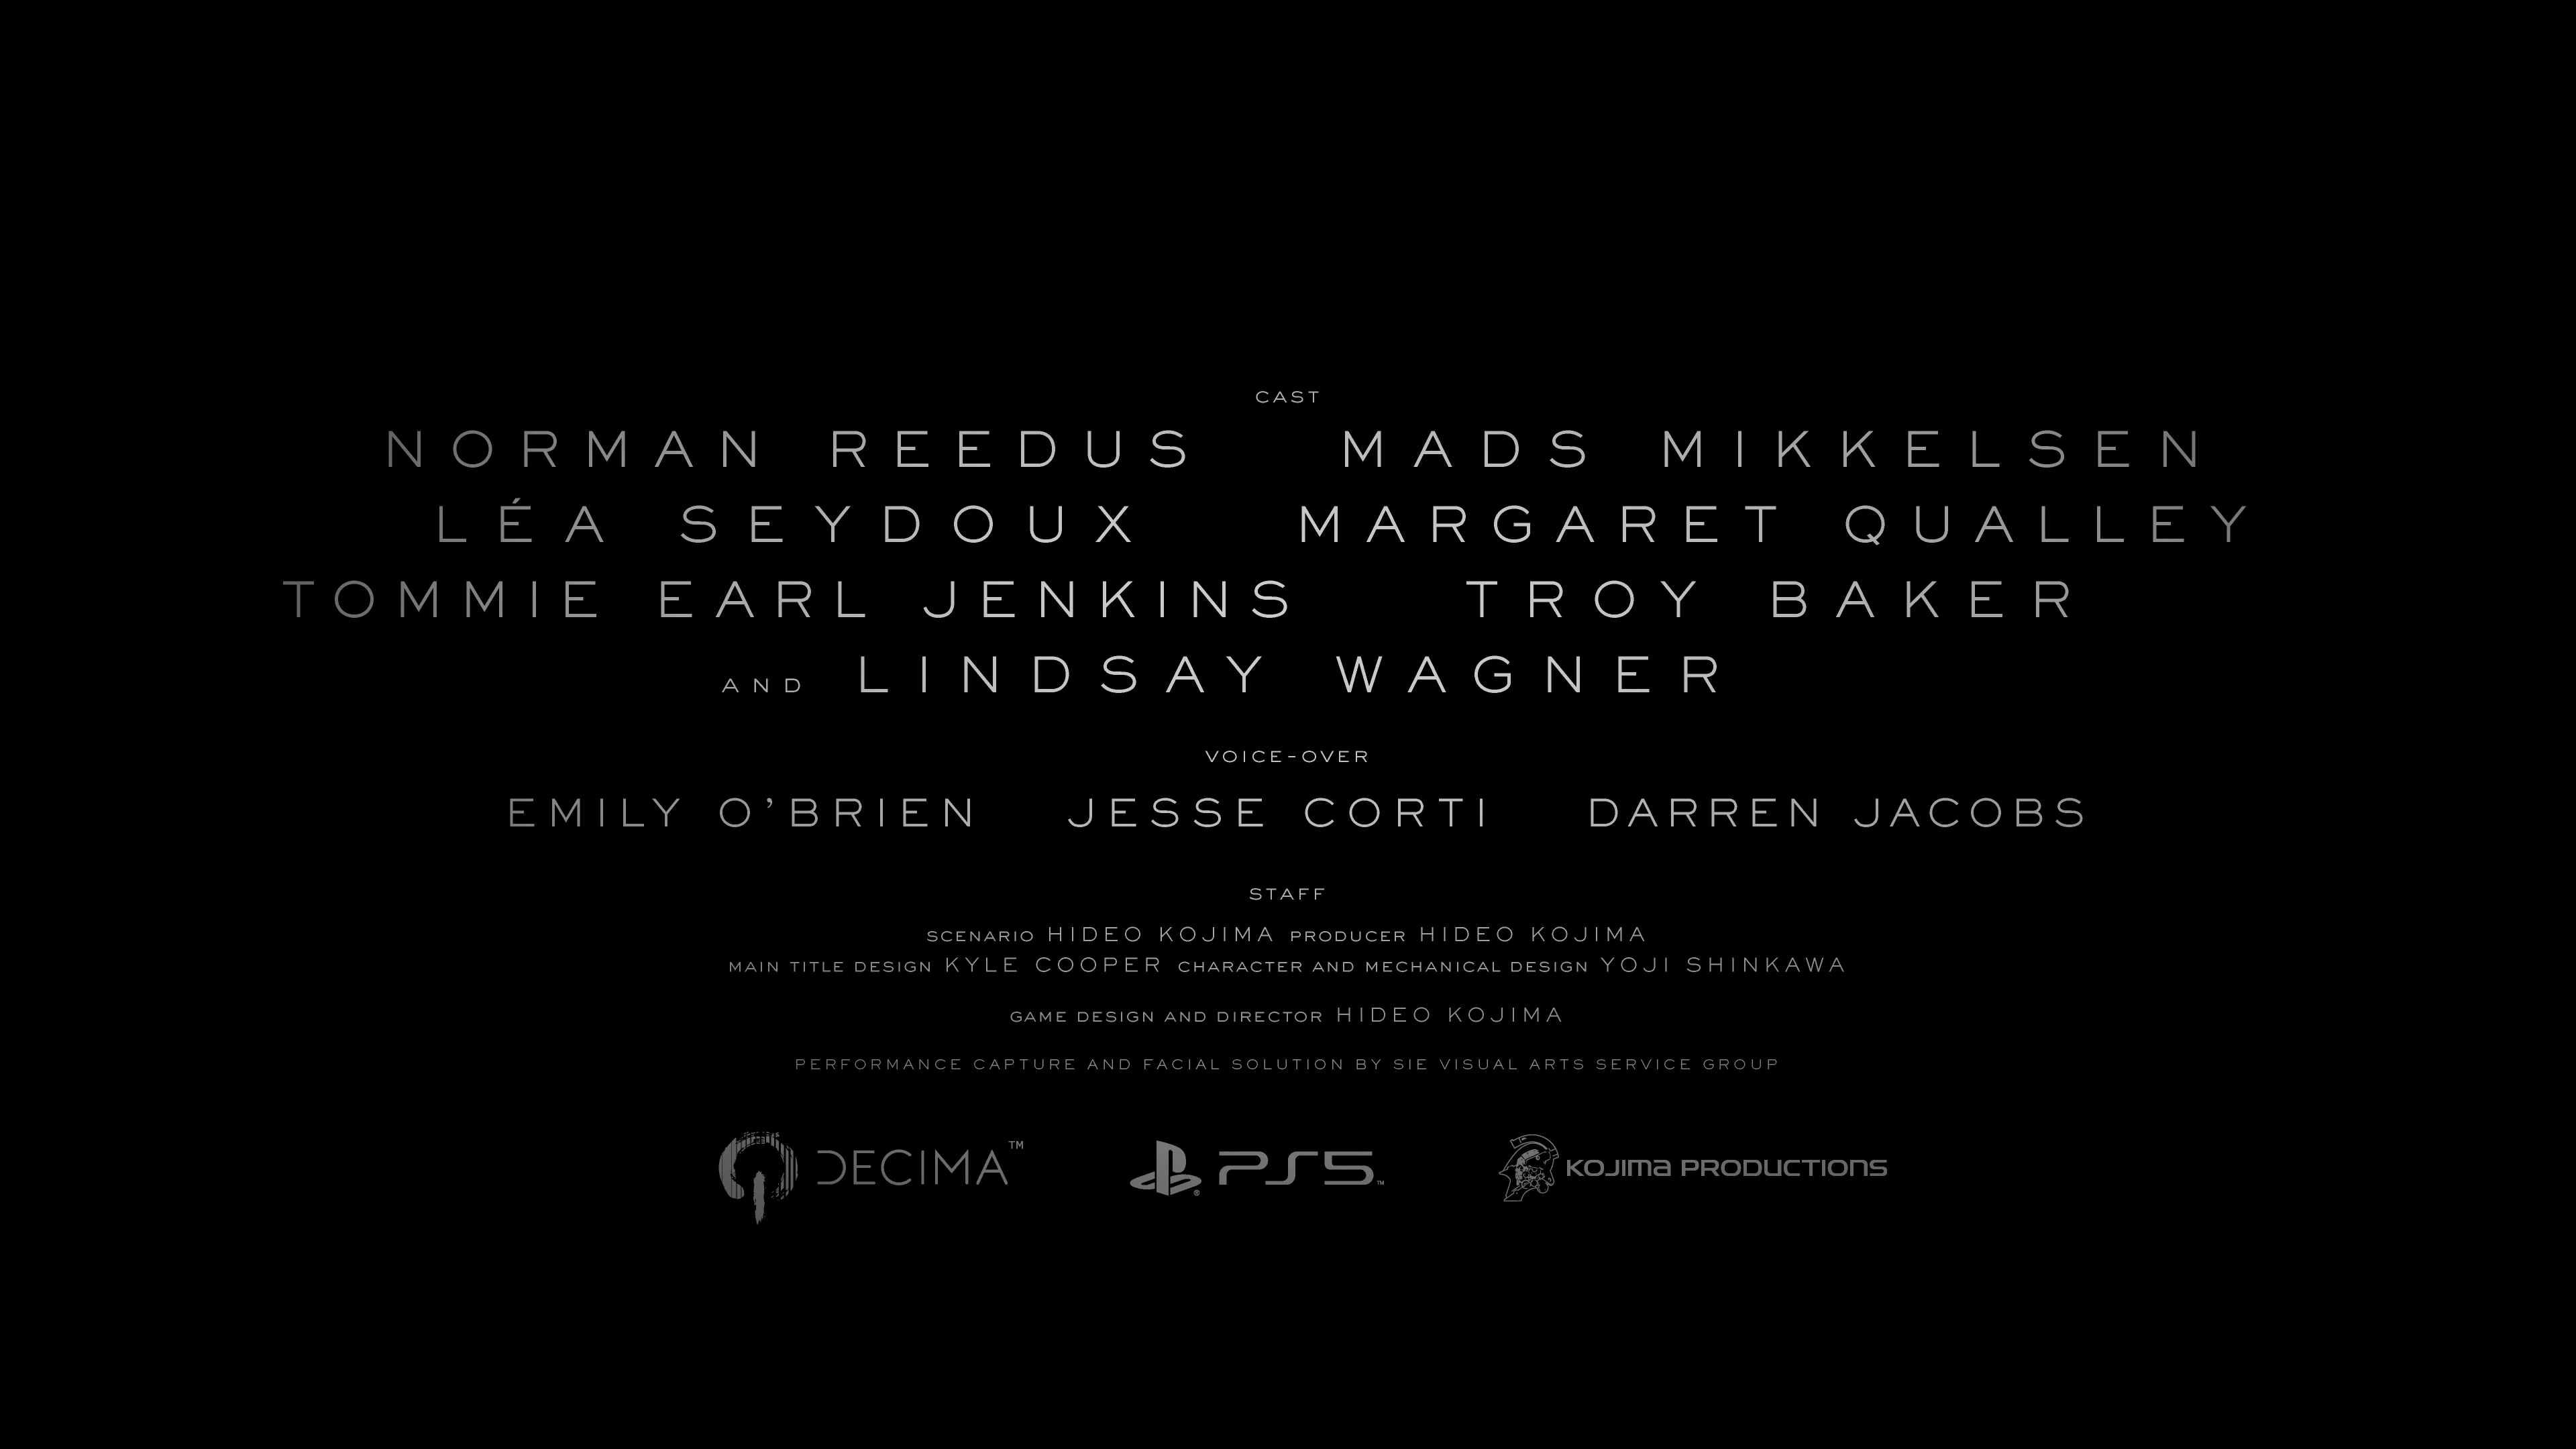 CAST
NORMAN REEDUS MADS MIKKELSEN
LÉA SEYDOUX MARGARET QUALLEY
TOMMIE EARL JENKINS TROY BAKER
AND LINDSAY WAGNER
VOICE-OVER
EMILY O’BRIEN JESSE CORTI DARREN JACOBS
STAFF
SCENARIO HIDEO KOJIMA PRODUCER HIDEO KOJIMA
MAIN TITLE DESIGN KYLE COOPER CHARACTER AND MECHANICAL DESIGN YOJI SHINKAWA
GAME DESIGN AND DIRECTOR HIDEO KOJIMA
PERFORMANCE CAPTURE AND FACIAL SOLUTION BY SIE VISUAL ARTS SERVICE GROUP
DECIMA™ PS5™ KOJIMA PRODUCTIONS